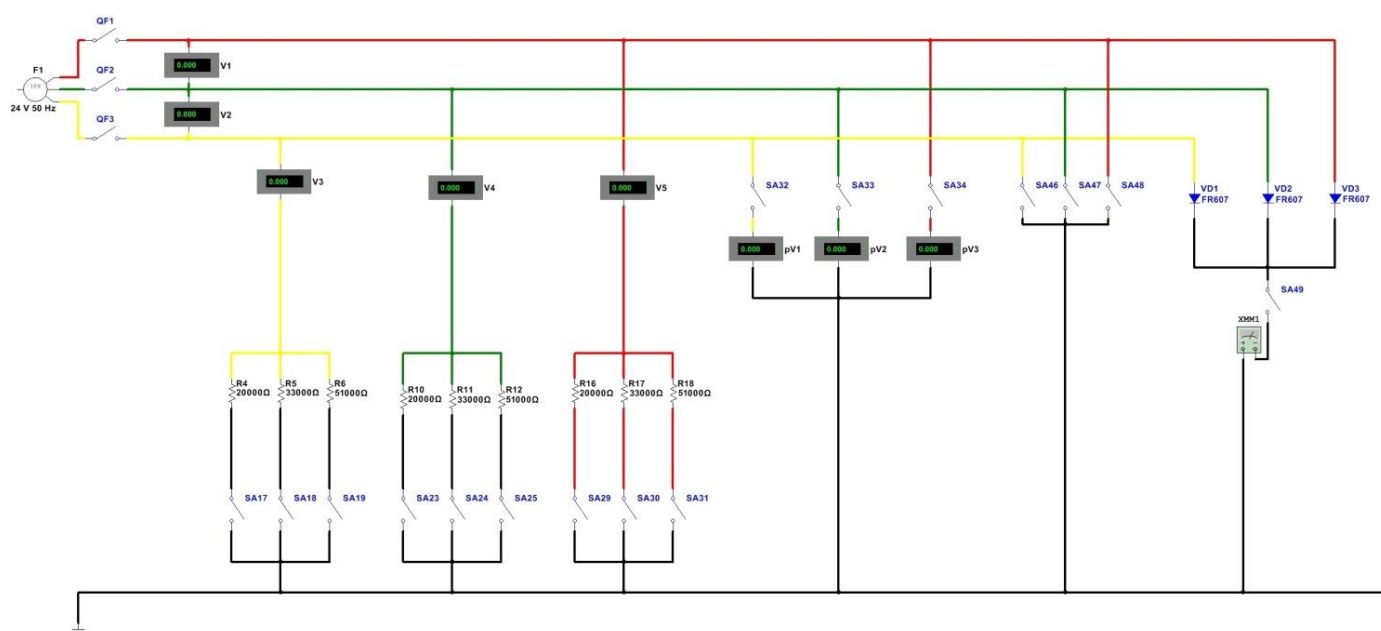 QF1
0.000
V1
F1
3PH
QF2
24 V 50 Hz
0.000
V2
QF3
0.000
V3
0.000
V4
0.000
V5
SA32
SA33
SA34
SA46
SA47
SA48
VD1
FR607
VD2
FR607
VD3
FR607
0.000
pV1
0.000
pV2
0.000
pV3
SA49
XMM1
R4
20000Ω
R5
33000Ω
R6
51000Ω
R10
20000Ω
R11
33000Ω
R12
51000Ω
R16
20000Ω
R17
33000Ω
R18
51000Ω
SA17
SA18
SA19
SA23
SA24
SA25
SA29
SA30
SA31